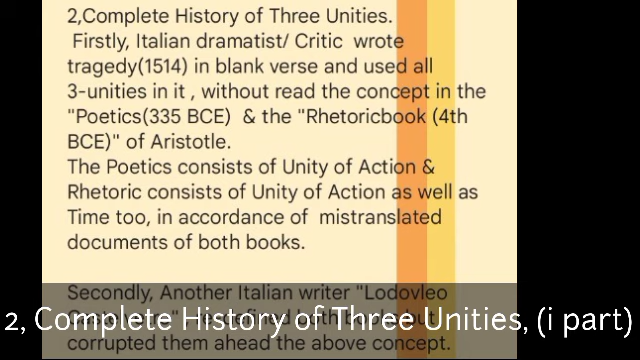 2,Complete History of Three Unities.
Firstly, Italian dramatist/ Critic wrote
tragedy(1514) in blank verse and used all
3-unities in it , without read the concept in the
"Poetics(335 BCE) & the "Rhetoricbook (4th
BCE)" of Aristotle.
The Poetics consists of Unity of Action &
Rhetoric consists of Unity of Action as well as
Time too, in accordance of mistranslated
documents of both books.
Secondly, Another Italian writer "Lodovleo
2, Complete History of Three Unities, (i part)
corrupted them ahead the above concept.